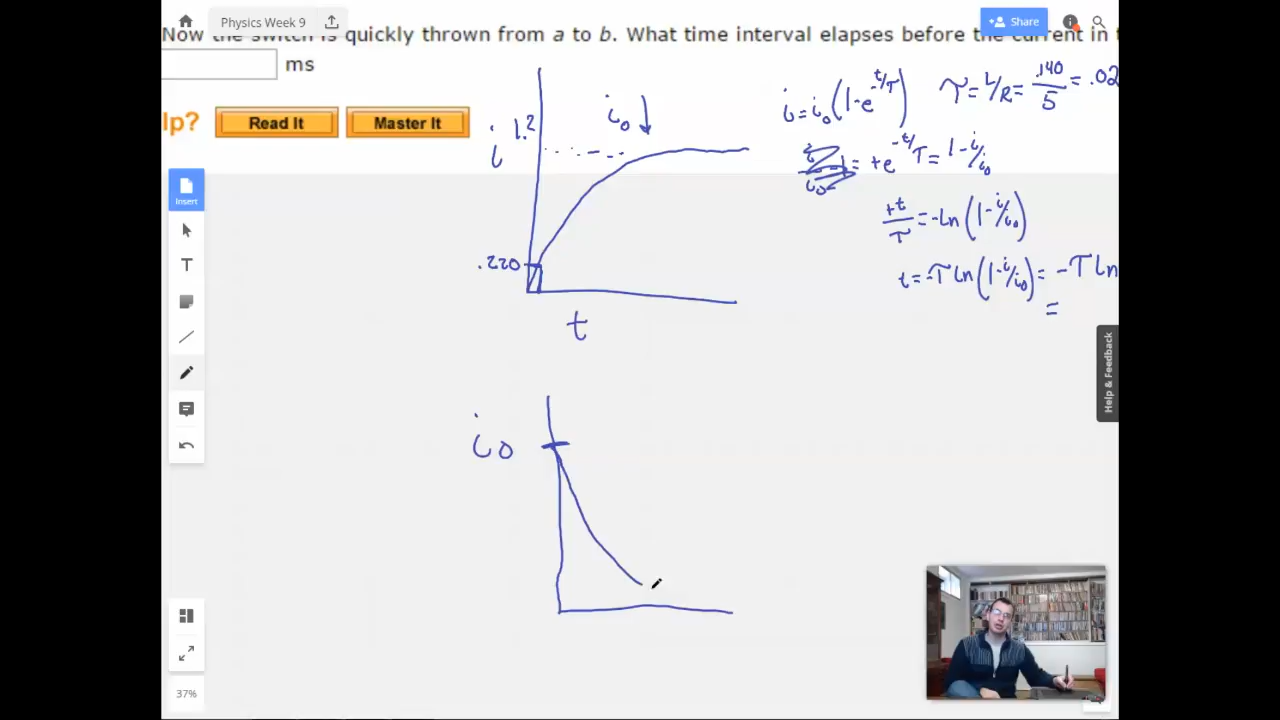 Physics Week 9
Share
Now the switch is quickly thrown from a to b. What time interval elapses before the current in t
ms
lp?
Read It
Master It
Insert
T
i
1.2
i₀ ↓
.220
t
i = i₀(1-e^(-t/τ))
τ = L/R = .140/5 = .02
= +e^(-t/τ) = 1 - i/i₀
+t/τ = -ln(1-i/i₀)
t = -τ ln(1-i/i₀) = -τ ln
=
i₀
Help & Feedback
37%